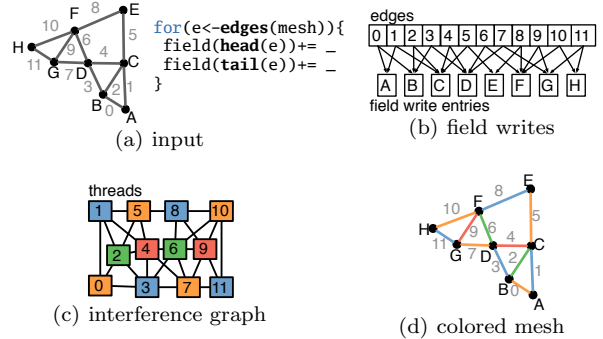 E
8
10
F
6
5
H
9
4
C
11
G
7
D
3
2
1
B
0
A
for(e<-edges(mesh)){
field(head(e))+= _
field(tail(e))+= _
}
(a) input
edges
0 1 2 3 4 5 6 7 8 9 10 11
A B C D E F G H
field write entries
(b) field writes
threads
1 5 8 10
2 4 6 9
0 3 7 11
(c) interference graph
E
8
10
F
6
5
H
9
4
C
11
G
7
D
2
3
1
B
0
A
(d) colored mesh